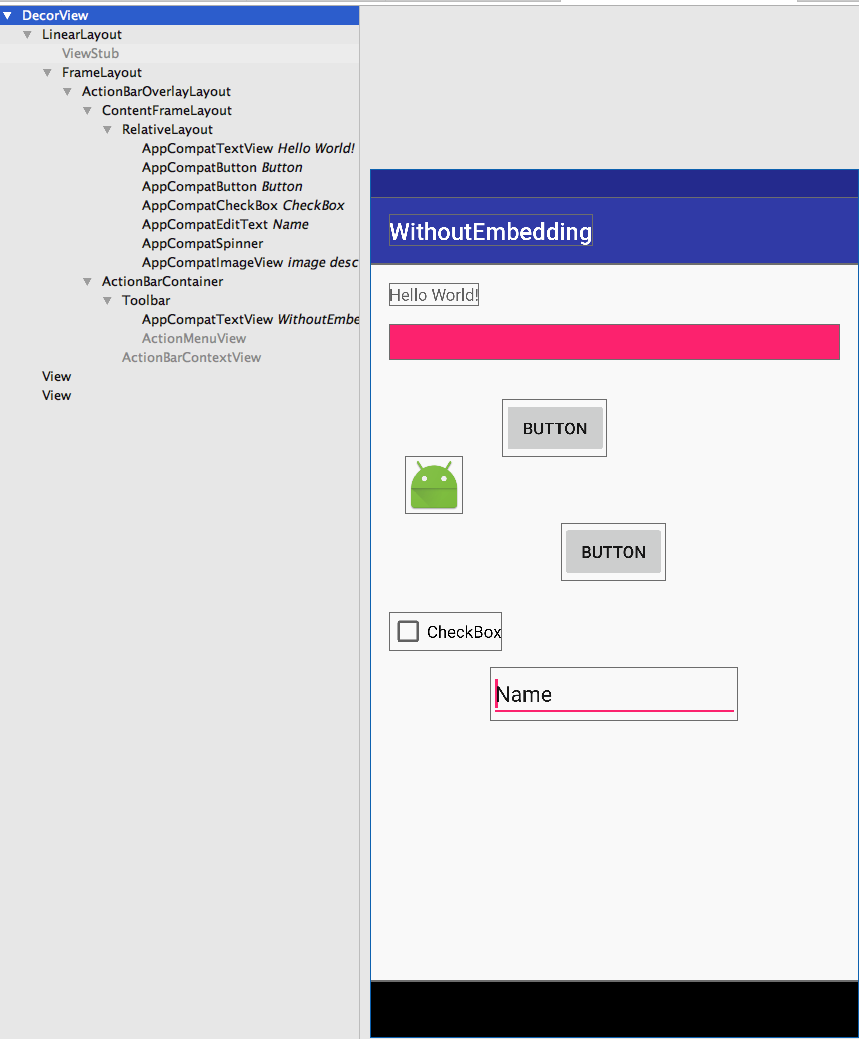 DecorView
LinearLayout
ViewStub
FrameLayout
ActionBarOverlayLayout
ContentFrameLayout
RelativeLayout
AppCompatTextView Hello World!
AppCompatButton Button
AppCompatButton Button
AppCompatCheckBox CheckBox
AppCompatEditText Name
AppCompatSpinner
AppCompatImageView image desc
ActionBarContainer
Toolbar
AppCompatTextView WithoutEmbe
ActionMenuView
ActionBarContextView
View
View
WithoutEmbedding
Hello World!
BUTTON
BUTTON
CheckBox
Name